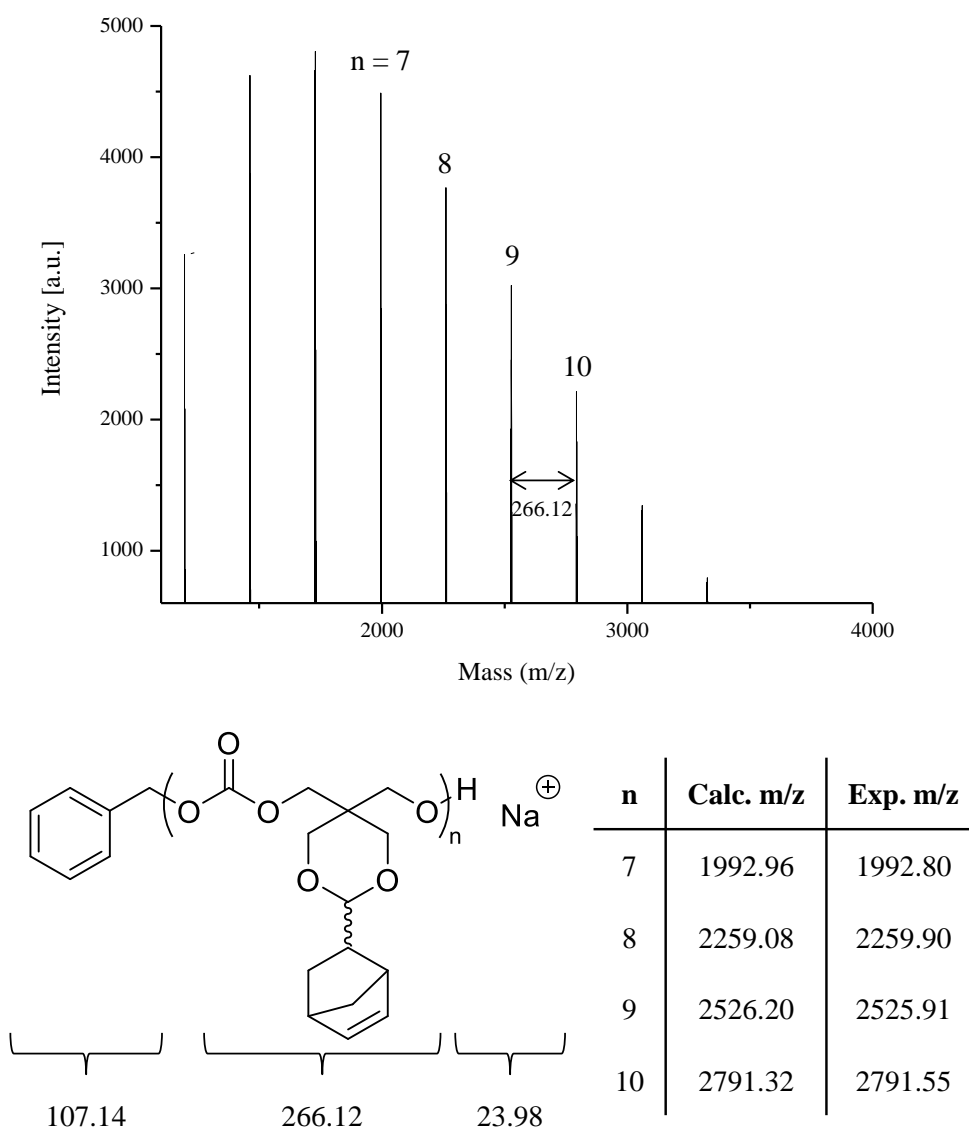 5000
n = 7
4000
8
9
3000
10
2000
266.12
1000
2000
3000
4000
Intensity [a.u.]
Mass (m/z)
O
O
O
O
H
n
Na ⊕
O
O
107.14
266.12
23.98
n Calc. m/z Exp. m/z
7 1992.96 1992.80
8 2259.08 2259.90
9 2526.20 2525.91
10 2791.32 2791.55